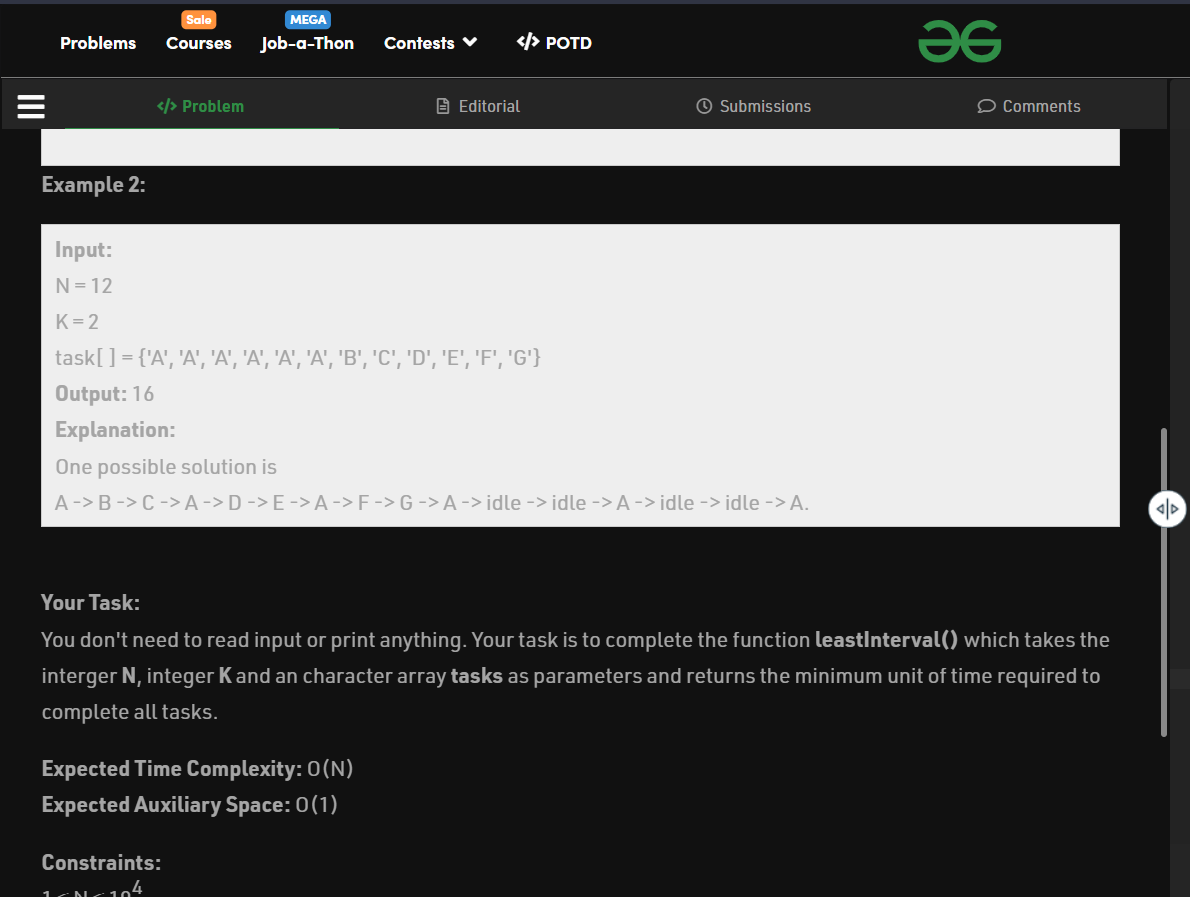 Sale
MEGA
Problems
Courses
Job-a-Thon
Contests
</> POTD
</> Problem
Editorial
Submissions
Comments
Example 2:
Input:
N = 12
K = 2
task[ ] = {'A', 'A', 'A', 'A', 'A', 'A', 'B', 'C', 'D', 'E', 'F', 'G'}
Output: 16
Explanation:
One possible solution is
A -> B -> C -> A -> D -> E -> A -> F -> G -> A -> idle -> idle -> A -> idle -> idle -> A.
Your Task:
You don't need to read input or print anything. Your task is to complete the function leastInterval() which takes the
interger N, integer K and an character array tasks as parameters and returns the minimum unit of time required to
complete all tasks.
Expected Time Complexity: O(N)
Expected Auxiliary Space: O(1)
Constraints: